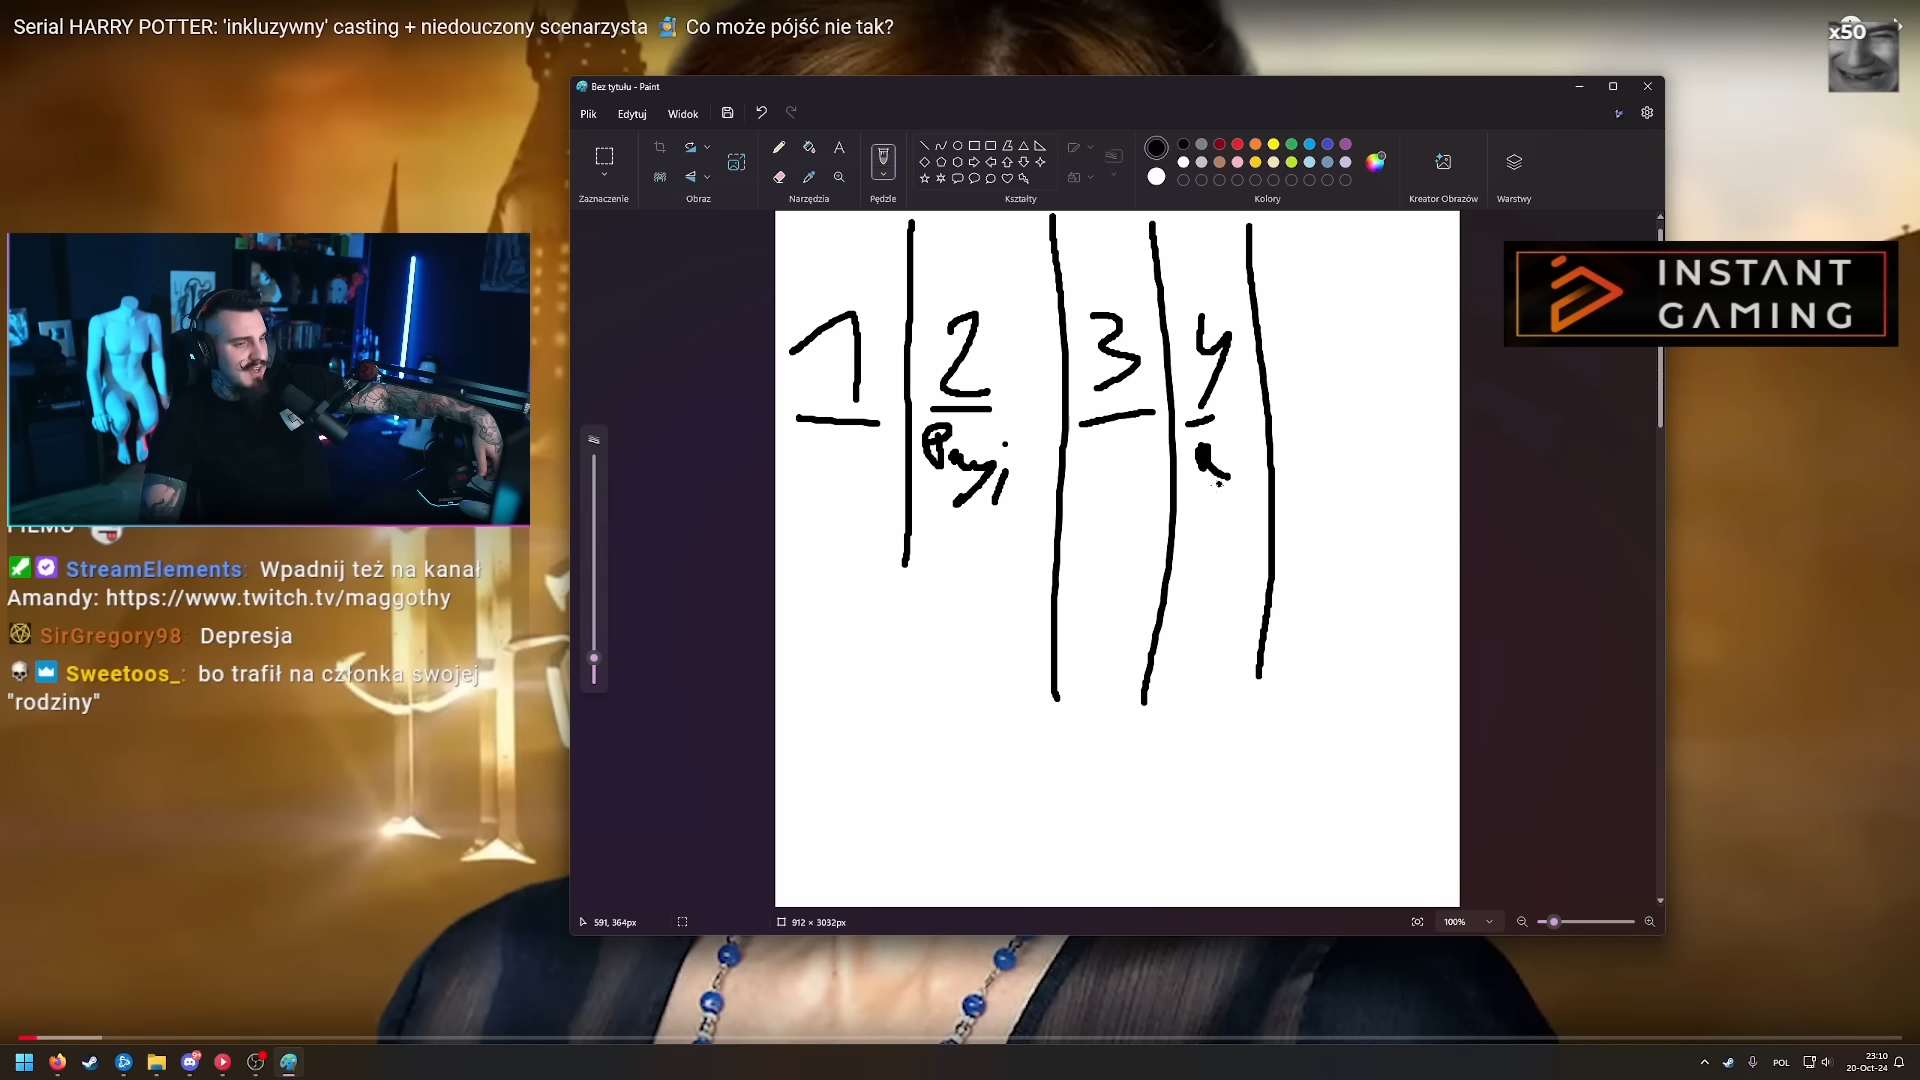 Serial HARRY POTTER: 'inkluzywny' casting + niedouczony scenarzysta 🧙‍♂️ Co może pójść nie tak?
x50
Bez tytułu - Paint
Plik Edytuj Widok
Zaznaczenie Obraz Narzędzia Pędzle Kształty Kolory Kreator Obrazów Warstwy
INSTANT
GAMING
1 2 3 4
StreamElements: Wpadnij też na kanał
Amandy: https://www.twitch.tv/maggothy
SirGregory98: Depresja
Sweetoos_: bo trafił na członka swojej
"rodziny"
591, 364px 912 × 3032px 100%
POL 23:10
20-Oct-24